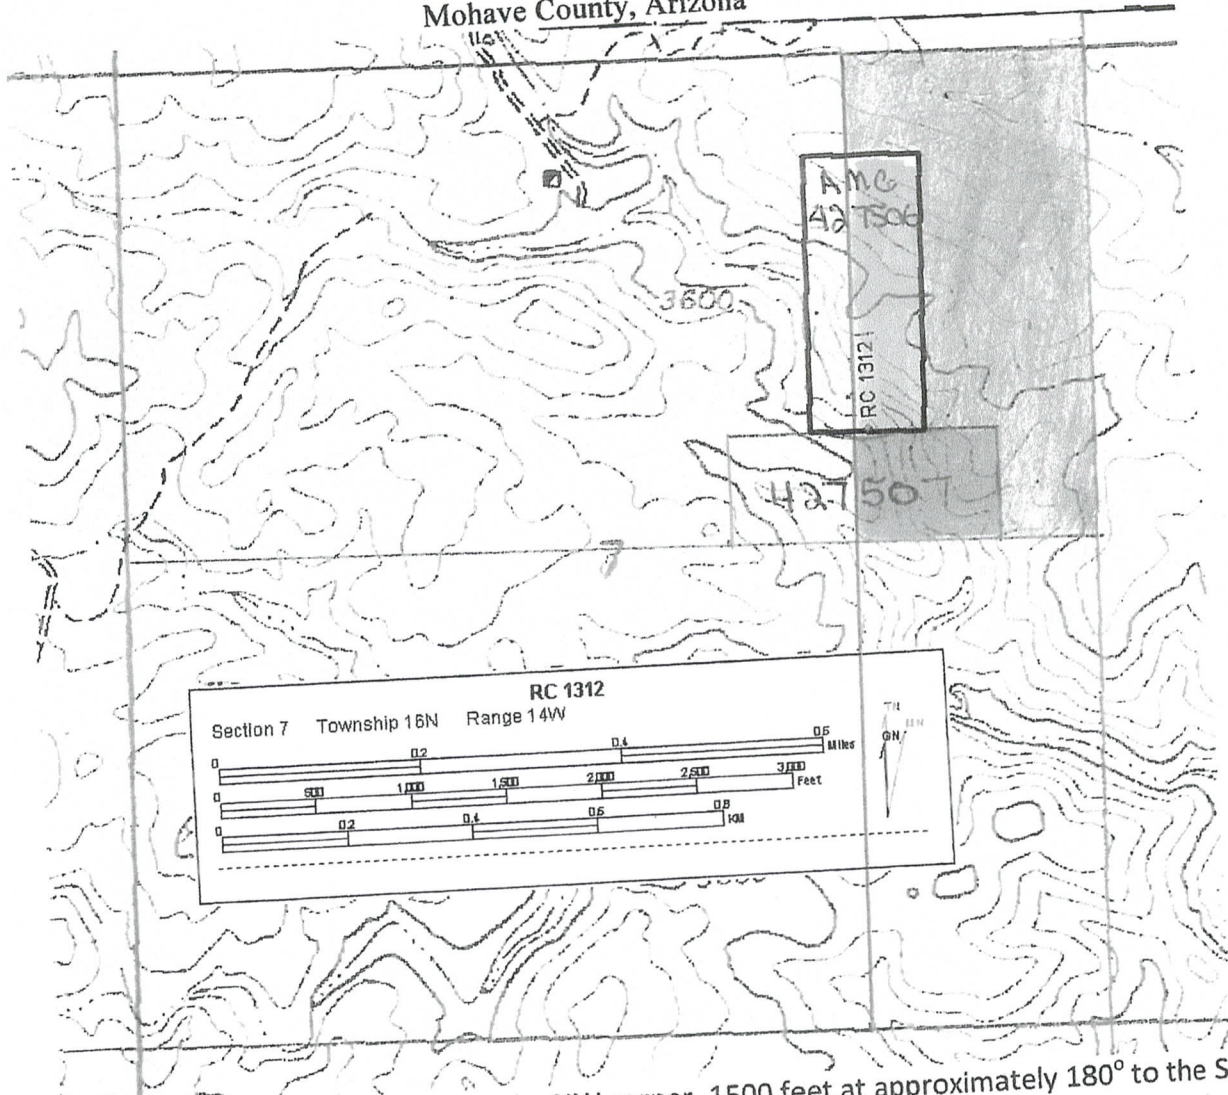 Mohave County, Arizona
AMC
427506
3600
RC 1312
427507
7
RC 1312
Section 7 Township 16N Range 14W
0 0.2 0.4 0.6 Miles
0 500 1,000 1,500 2,000 2,500 3,000 Feet
0 0.2 0.4 0.6 0.8 KM
TN
MN
GN
corner, 1500 feet at approximately 180° to the S